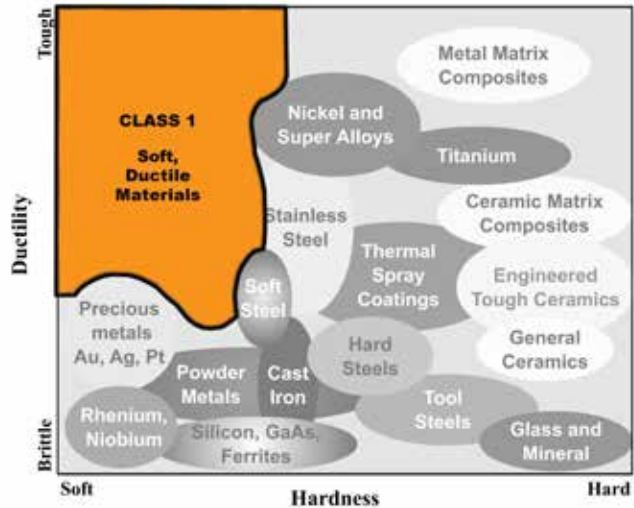 Tough
Metal Matrix
Composites
CLASS 1
Soft,
Ductile
Materials
Nickel and
Super Alloys
Titanium
Ductility
Stainless
Steel
Ceramic Matrix
Composites
Thermal
Spray
Coatings
Engineered
Tough Ceramics
Soft
Steel
Precious
metals
Au, Ag, Pt
General
Ceramics
Hard
Steels
Powder
Metals
Cast
Iron
Tool
Steels
Rhenium,
Niobium
Silicon, GaAs,
Ferrites
Glass and
Mineral
Brittle
Soft
Hardness
Hard